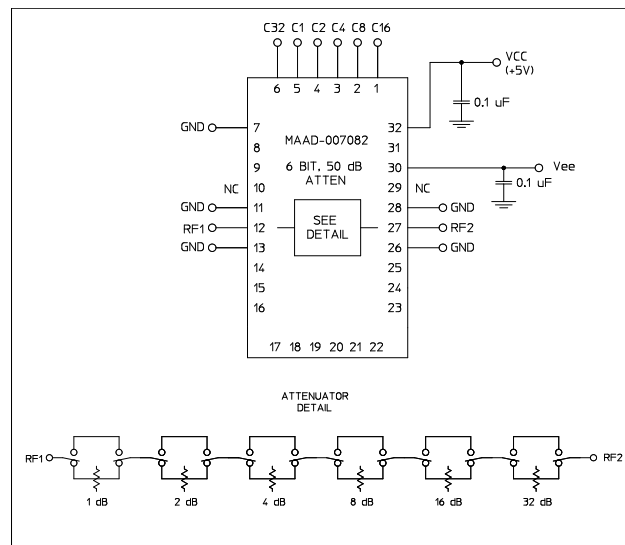 C32 C1 C2 C4 C8 C16
6 5 4 3 2 1
VCC
(+5V)
0.1 uF
GND 7 32
MAAD-007082
8 31
9 6 BIT, 50 dB 30 Vee
ATTEN
NC 10 29 NC
0.1 uF
GND 11 28 GND
RF1 12 SEE 27 RF2
DETAIL
GND 13 26 GND
14 25
15 24
16 23
17 18 19 20 21 22
ATTENUATOR
DETAIL
RF1 RF2
1 dB 2 dB 4 dB 8 dB 16 dB 32 dB